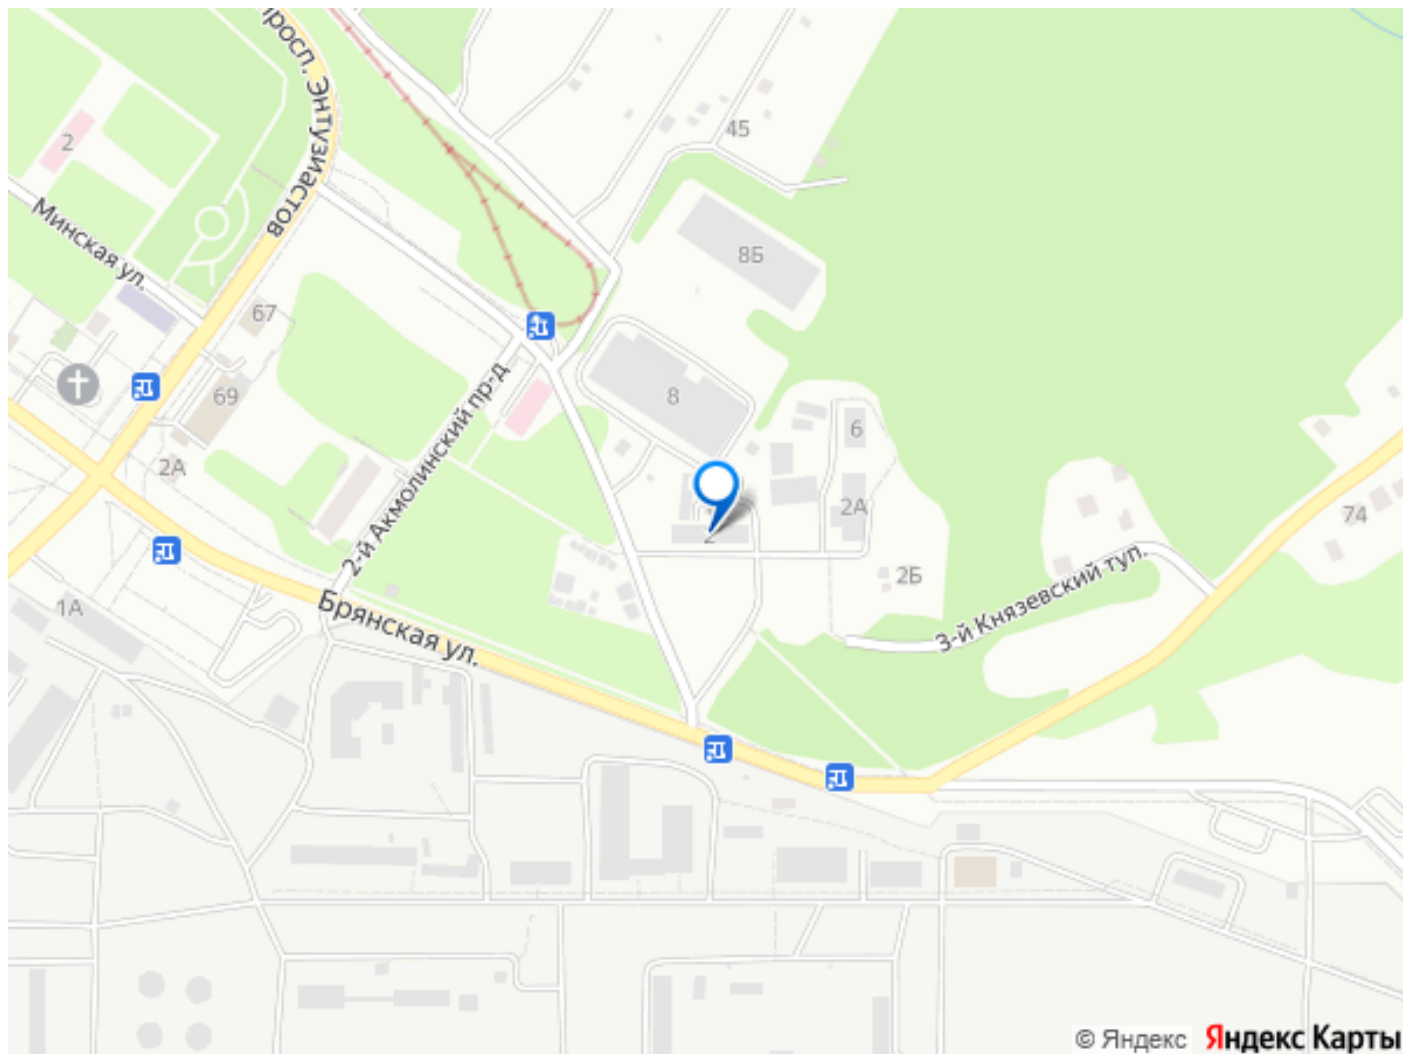 просп. Энтузиастов
45
2
Минская ул.
8Б
67
8
69
2-й Акмолинский пр-д
6
2А
2А
74
2
2Б
1А
Брянская ул.
3-й Князевский туп.
© Яндекс Яндекс Карты